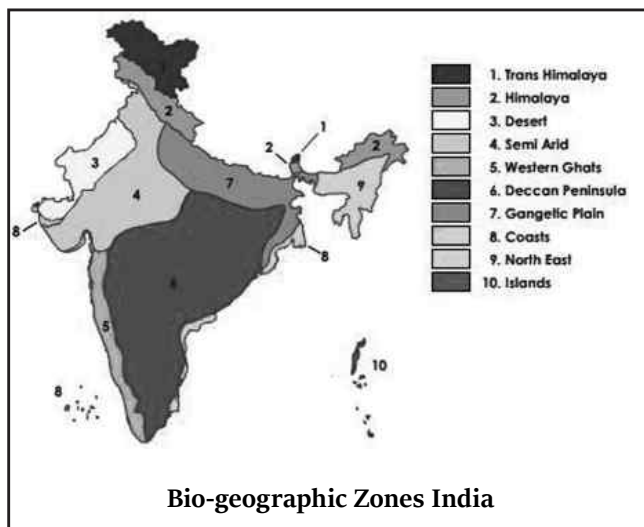 1
2
2
1
2
3
4
7
9
8
8
6
5
8
10
1. Trans Himalaya
2. Himalaya
3. Desert
4. Semi Arid
5. Western Ghats
6. Deccan Peninsula
7. Gangetic Plain
8. Coasts
9. North East
10. Islands
Bio-geographic Zones India